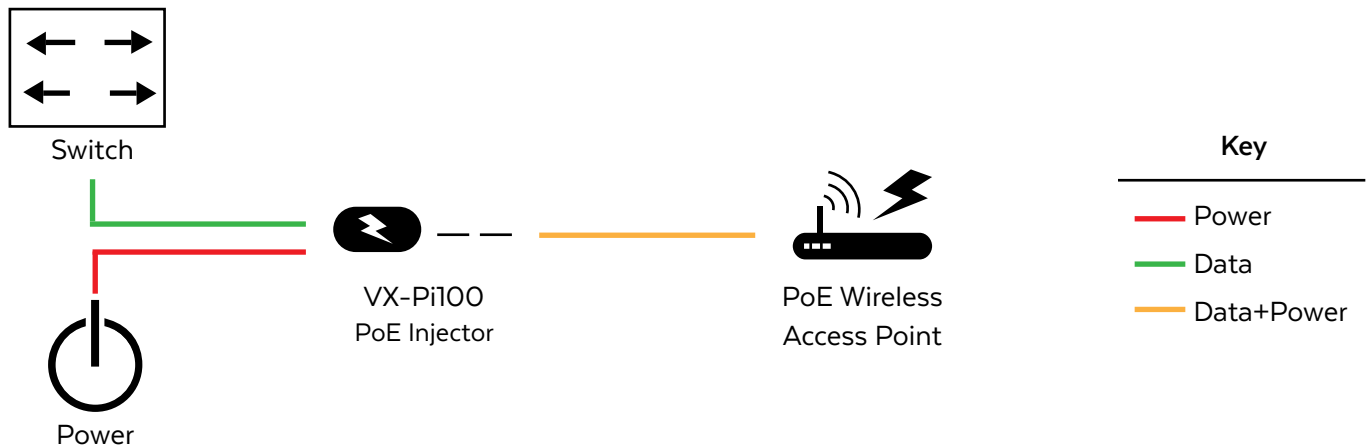 Switch
Key
Power
Data
VX-Pi100
PoE Injector
PoE Wireless
Access Point
Data+Power
Power